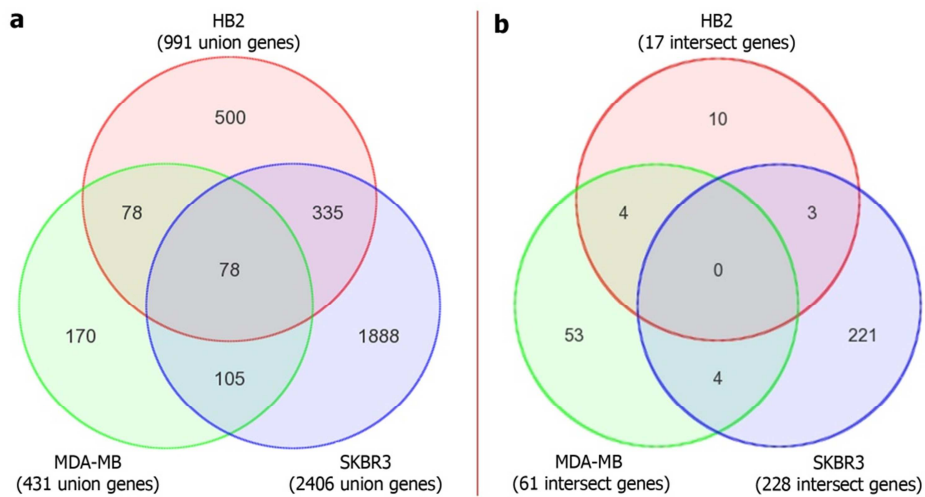 a
HB2
(991 union genes)
500
78
335
78
170
1888
105
MDA-MB
(431 union genes)
SKBR3
(2406 union genes)
b
HB2
(17 intersect genes)
10
4
3
0
53
221
4
MDA-MB
(61 intersect genes)
SKBR3
(228 intersect genes)